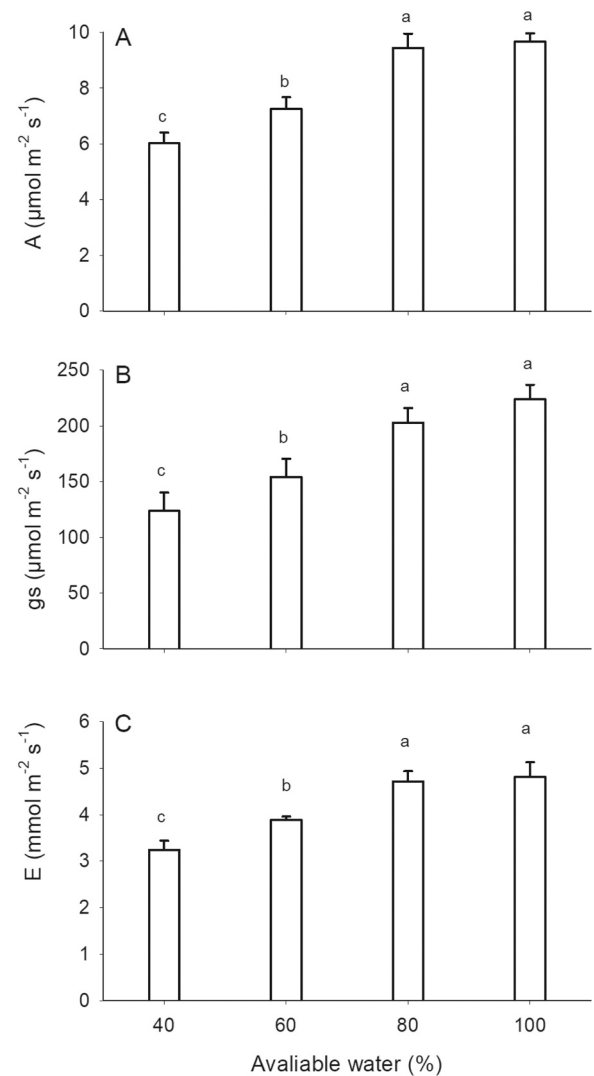 A
10
8
6
4
2
0
A (µmol m⁻² s⁻¹)
c
b
a
a
B
250
200
150
100
50
0
gs (µmol m⁻² s⁻¹)
c
b
a
a
C
6
5
4
3
2
1
0
E (mmol m⁻² s⁻¹)
c
b
a
a
40 60 80 100
Avaliable water (%)